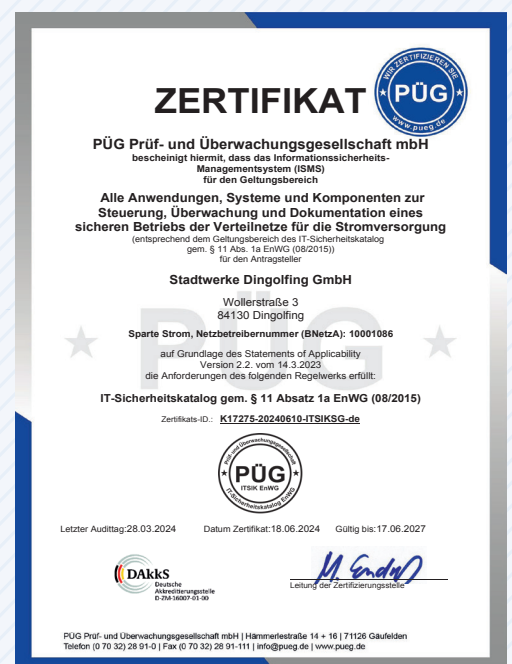 WIR ZERTIFIZIEREN SIE
PÜG
www.pueg.de
ZERTIFIKAT
PÜG Prüf- und Überwachungsgesellschaft mbH
bescheinigt hiermit, dass das Informationssicherheits-
Managementsystem (ISMS)
für den Geltungsbereich
Alle Anwendungen, Systeme und Komponenten zur
Steuerung, Überwachung und Dokumentation eines
sicheren Betriebs der Verteilnetze für die Stromversorgung
(entsprechend dem Geltungsbereich des IT-Sicherheitskatalog
gem. § 11 Abs. 1a EnWG (08/2015))
für den Antragsteller
Stadtwerke Dingolfing GmbH
Wollerstraße 3
84130 Dingolfing
PÜG
Sparte Strom, Netzbetreibernummer (BNetzA): 10001086
auf Grundlage des Statements of Applicability
Version 2.2. vom 14.3.2023
die Anforderungen des folgenden Regelwerks erfüllt:
IT-Sicherheitskatalog gem. § 11 Absatz 1a EnWG (08/2015)
Zertifikats-ID.: K17275-20240610-ITSIKSG-de
Prüf- und Überwachungsgesellschaft
PÜG
ITSIK EnWG
IT-Sicherheitskatalog EnWG
Letzter Audittag:28.03.2024 Datum Zertifikat:18.06.2024 Gültig bis:17.06.2027
DAkkS
Deutsche
Akkreditierungsstelle
D-ZM-16007-01-00
Leitung der Zertifizierungsstelle
PÜG Prüf- und Überwachungsgesellschaft mbH | Hämmerlestraße 14 + 16 | 71126 Gäufelden
Telefon (0 70 32) 28 91-0 | Fax (0 70 32) 28 91-111 | info@pueg.de | www.pueg.de